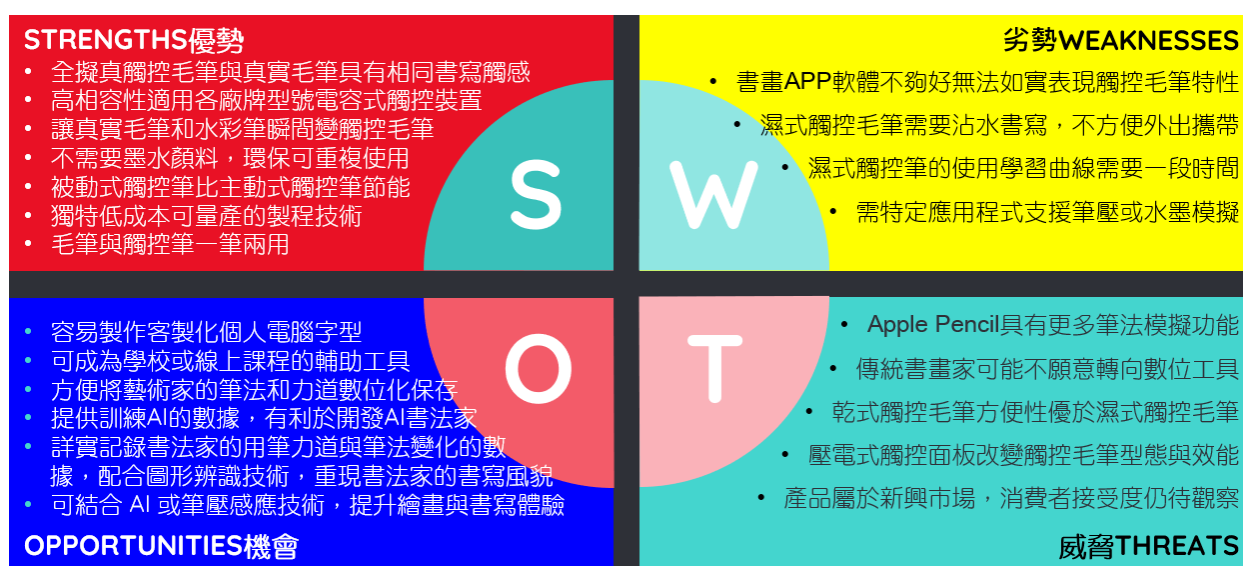 STRENGTHS優勢
• 全擬真觸控毛筆與真實毛筆具有相同書寫觸感
• 高相容性適用各廠牌型號電容式觸控裝置
• 讓真實毛筆和水彩筆瞬間變觸控毛筆
• 不需要墨水顏料，環保可重複使用
• 被動式觸控筆比主動式觸控筆節能
• 獨特低成本可量產的製程技術
• 毛筆與觸控筆一筆兩用
S
劣勢WEAKNESSES
• 書畫APP軟體不夠好無法如實表現觸控毛筆特性
• 濕式觸控毛筆需要沾水書寫，不方便外出攜帶
• 濕式觸控筆的使用學習曲線需要一段時間
• 需特定應用程式支援筆壓或水墨模擬
W
• 容易製作客製化個人電腦字型
• 可成為學校或線上課程的輔助工具
• 方便將藝術家的筆法和力道數位化保存
• 提供訓練AI的數據，有利於開發AI書法家
• 詳實記錄書法家的用筆力道與筆法變化的數
據，配合圖形辨識技術，重現書法家的書寫風貌
• 可結合 AI 或筆壓感應技術，提升繪畫與書寫體驗
OPPORTUNITIES機會
O
T
• Apple Pencil具有更多筆法模擬功能
• 傳統書畫家可能不願意轉向數位工具
• 乾式觸控毛筆方便性優於濕式觸控毛筆
• 壓電式觸控面板改變觸控毛筆型態與效能
• 產品屬於新興市場，消費者接受度仍待觀察
威脅THREATS